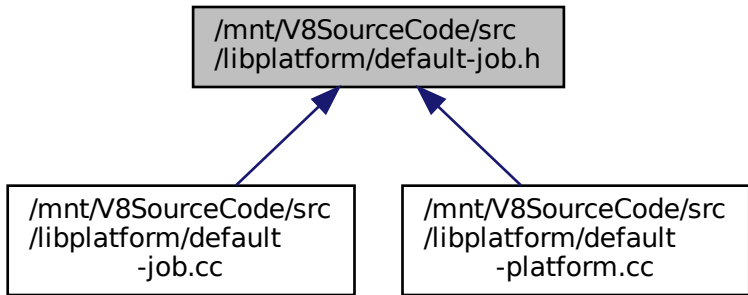 /mnt/V8SourceCode/src
/libplatform/default-job.h
/mnt/V8SourceCode/src
/libplatform/default
-job.cc
/mnt/V8SourceCode/src
/libplatform/default
-platform.cc